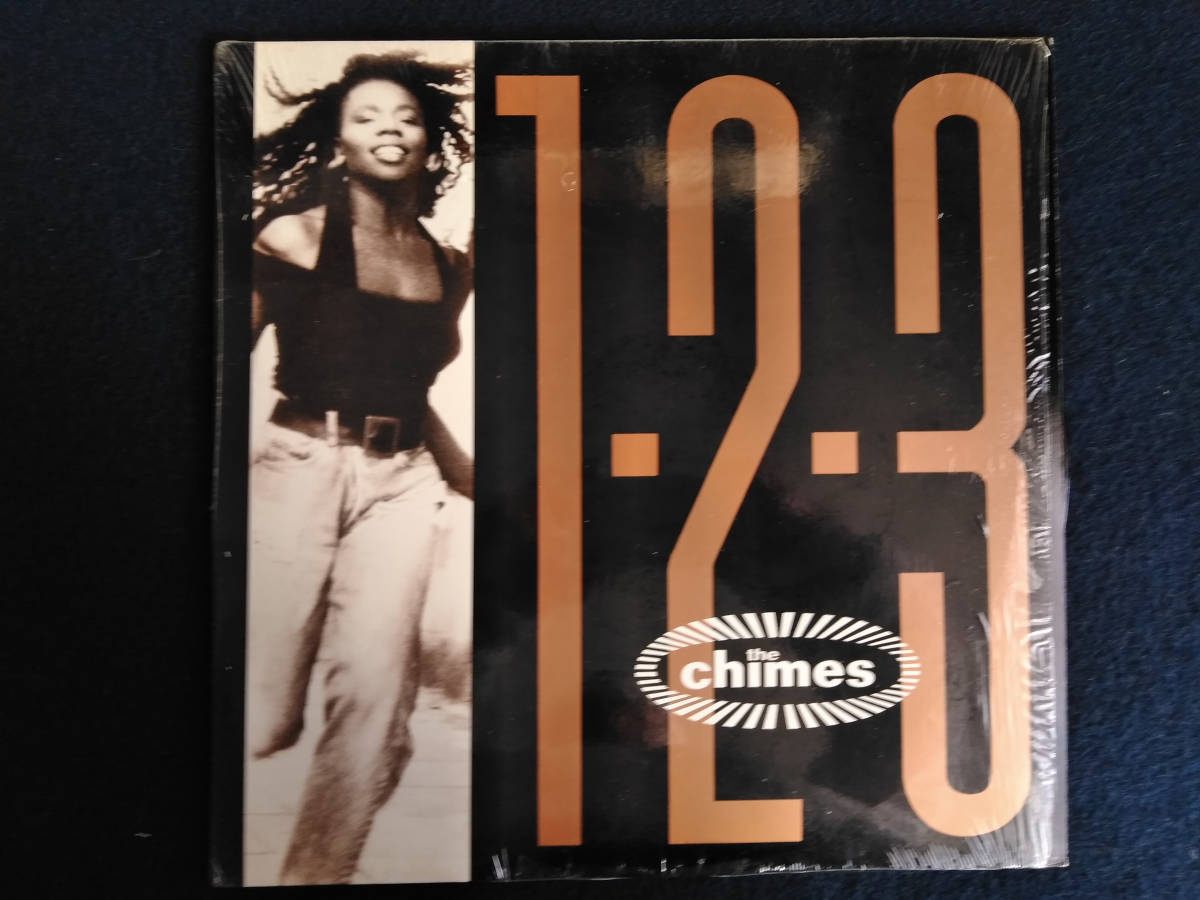 1·2·3
the
chimes